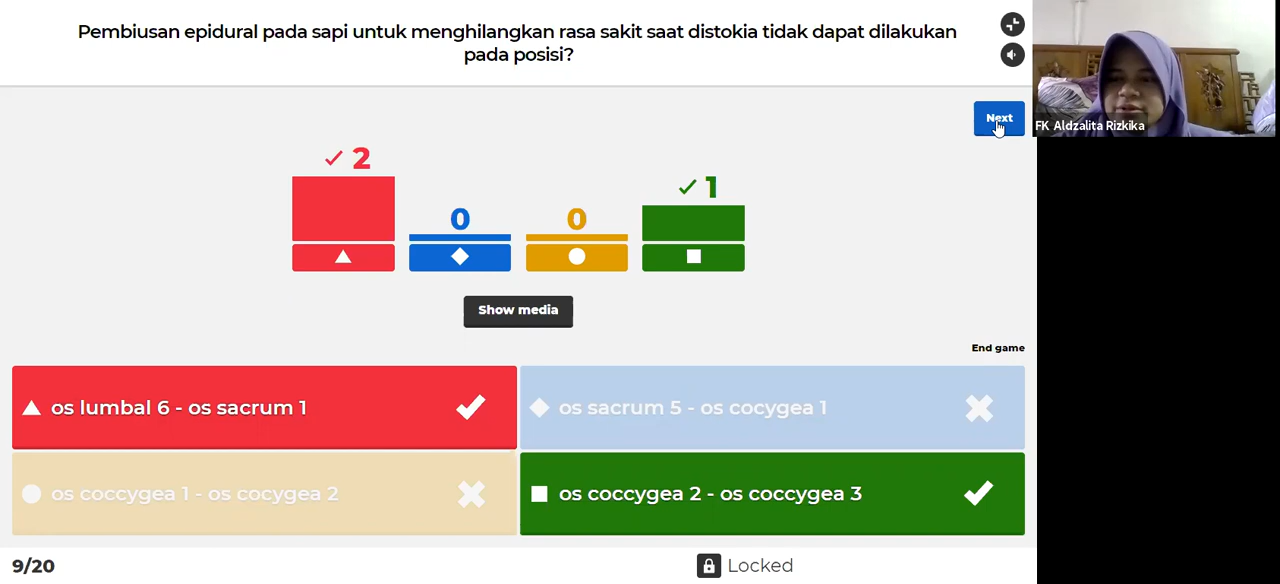 Pembiusan epidural pada sapi untuk menghilangkan rasa sakit saat distokia tidak dapat dilakukan
pada posisi?
Next
FK Aldzalita Rizkika
2
0
0
1
Show media
End game
os lumbal 6 - os sacrum 1
os sacrum 5 - os cocygea 1
os coccygea 1 - os cocygea 2
os coccygea 2 - os coccygea 3
9/20
Locked